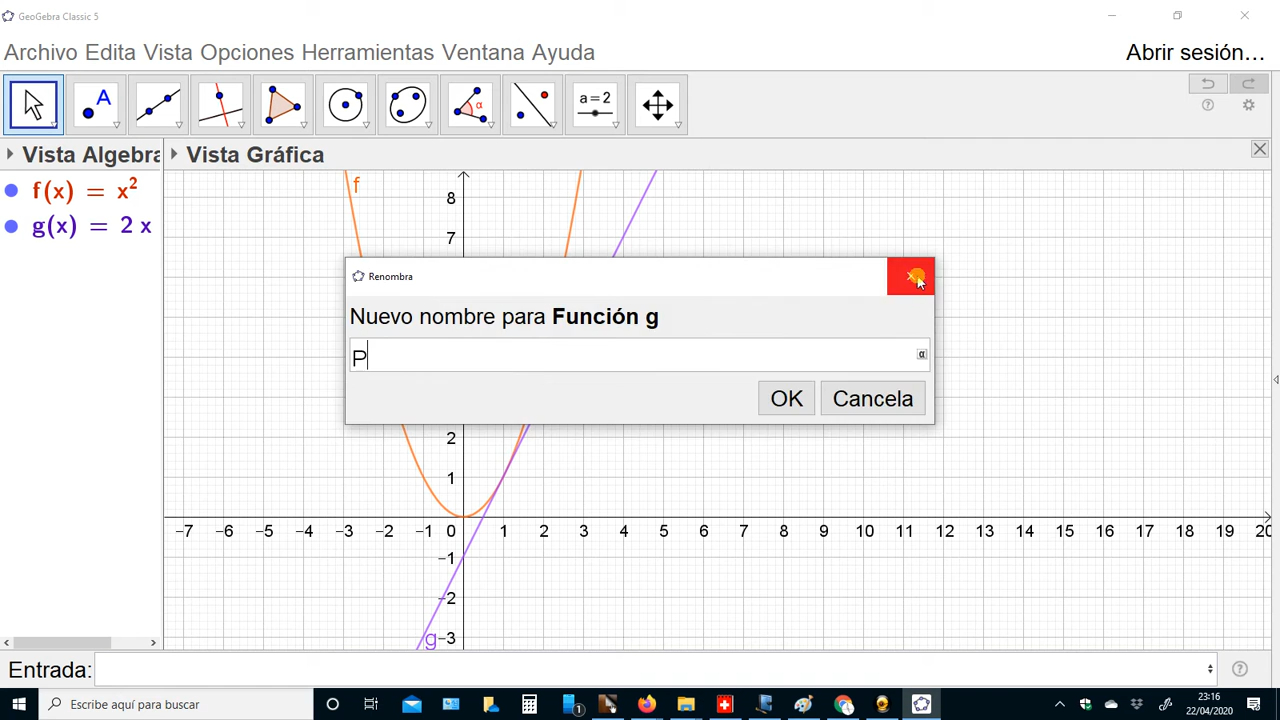 GeoGebra Classic 5
Archivo Edita Vista Opciones Herramientas Ventana Ayuda
Abrir sesión…
A
α
a = 2
Vista Algebra
Vista Gráfica
f(x) = x²
g(x) = 2 x
f
8
7
Renombra
Nuevo nombre para Función g
P
α
OK Cancela
2
1
-7 -6 -5 -4 -3 -2 -1 0 1 2 3 4 5 6 7 8 9 10 11 12 13 14 15 16 17 18 19 20
-1
-2
g
-3
Entrada:
Escribe aquí para buscar
1
23:16
22/04/2020